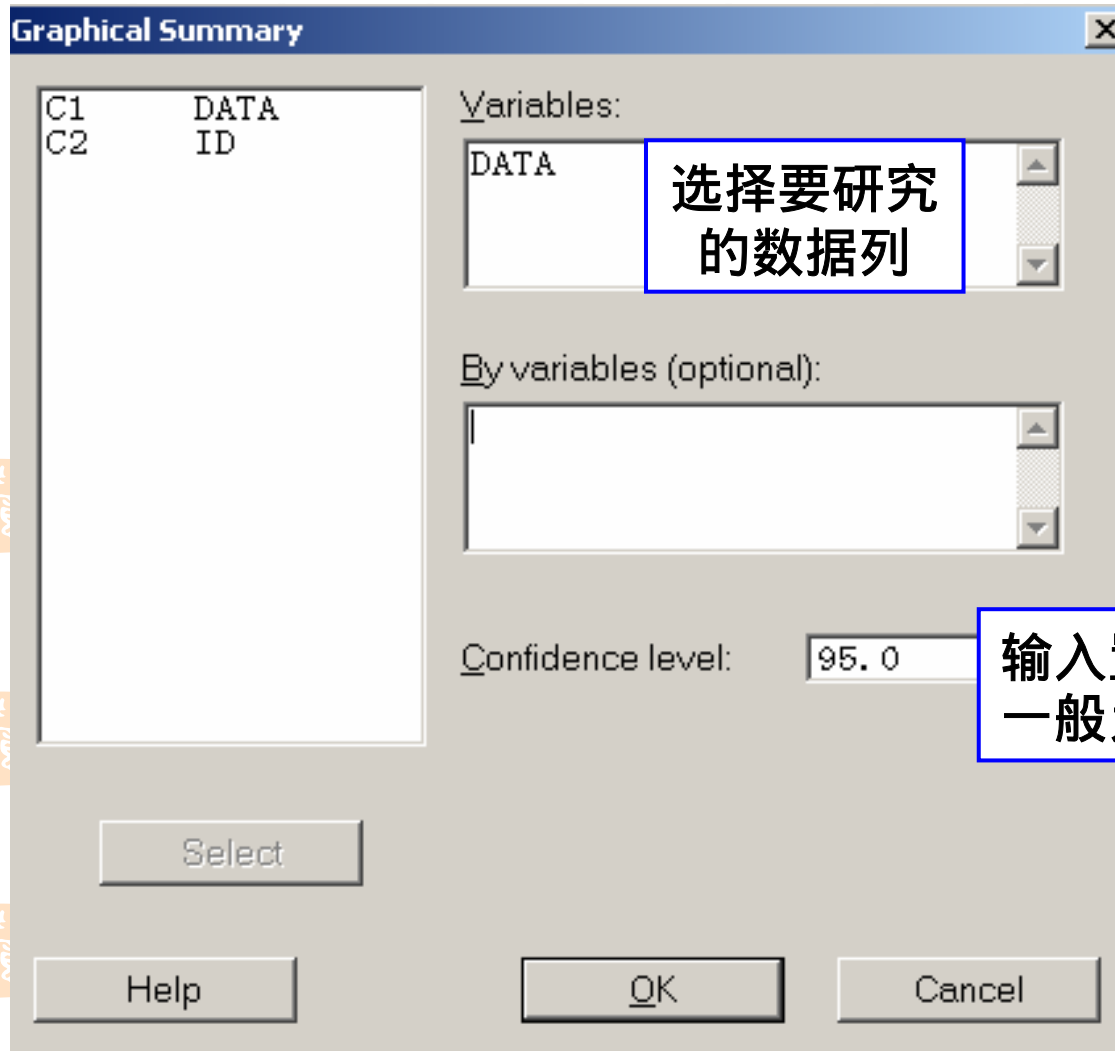 Graphical Summary
C1 DATA
C2 ID
Variables:
DATA
选择要研究
的数据列
By variables (optional):
Confidence level:
95.0
输入
一般
Select
Help
OK
Cancel